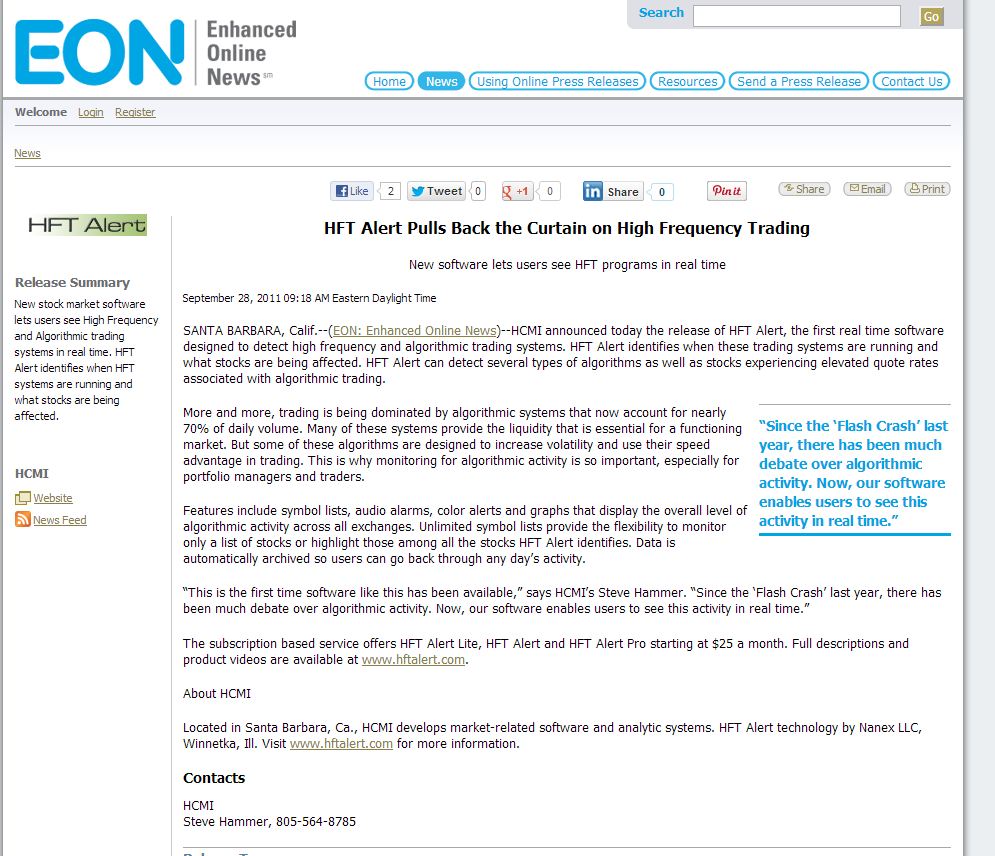 Search
Go
EON
Enhanced
Online
News℠
Home
News
Using Online Press Releases
Resources
Send a Press Release
Contact Us
Welcome Login Register
News
Like 2
Tweet 0
+1 0
in Share 0
Pin it
Share
Email
Print
HFT Alert
Release Summary
New stock market software
lets users see High Frequency
and Algorithmic trading
systems in real time. HFT
Alert identifies when HFT
systems are running and
what stocks are being
affected.
HCMI
Website
News Feed
HFT Alert Pulls Back the Curtain on High Frequency Trading
New software lets users see HFT programs in real time
September 28, 2011 09:18 AM Eastern Daylight Time
SANTA BARBARA, Calif.--(EON: Enhanced Online News)--HCMI announced today the release of HFT Alert, the first real time software
designed to detect high frequency and algorithmic trading systems. HFT Alert identifies when these trading systems are running and
what stocks are being affected. HFT Alert can detect several types of algorithms as well as stocks experiencing elevated quote rates
associated with algorithmic trading.
More and more, trading is being dominated by algorithmic systems that now account for nearly
70% of daily volume. Many of these systems provide the liquidity that is essential for a functioning
market. But some of these algorithms are designed to increase volatility and use their speed
advantage in trading. This is why monitoring for algorithmic activity is so important, especially for
portfolio managers and traders.
“Since the ‘Flash Crash’ last
year, there has been much
debate over algorithmic
activity. Now, our software
enables users to see this
activity in real time.”
Features include symbol lists, audio alarms, color alerts and graphs that display the overall level of
algorithmic activity across all exchanges. Unlimited symbol lists provide the flexibility to monitor
only a list of stocks or highlight those among all the stocks HFT Alert identifies. Data is
automatically archived so users can go back through any day’s activity.
“This is the first time software like this has been available,” says HCMI’s Steve Hammer. “Since the ‘Flash Crash’ last year, there has
been much debate over algorithmic activity. Now, our software enables users to see this activity in real time.”
The subscription based service offers HFT Alert Lite, HFT Alert and HFT Alert Pro starting at $25 a month. Full descriptions and
product videos are available at www.hftalert.com.
About HCMI
Located in Santa Barbara, Ca., HCMI develops market-related software and analytic systems. HFT Alert technology by Nanex LLC,
Winnetka, Ill. Visit www.hftalert.com for more information.
Contacts
HCMI
Steve Hammer, 805-564-8785